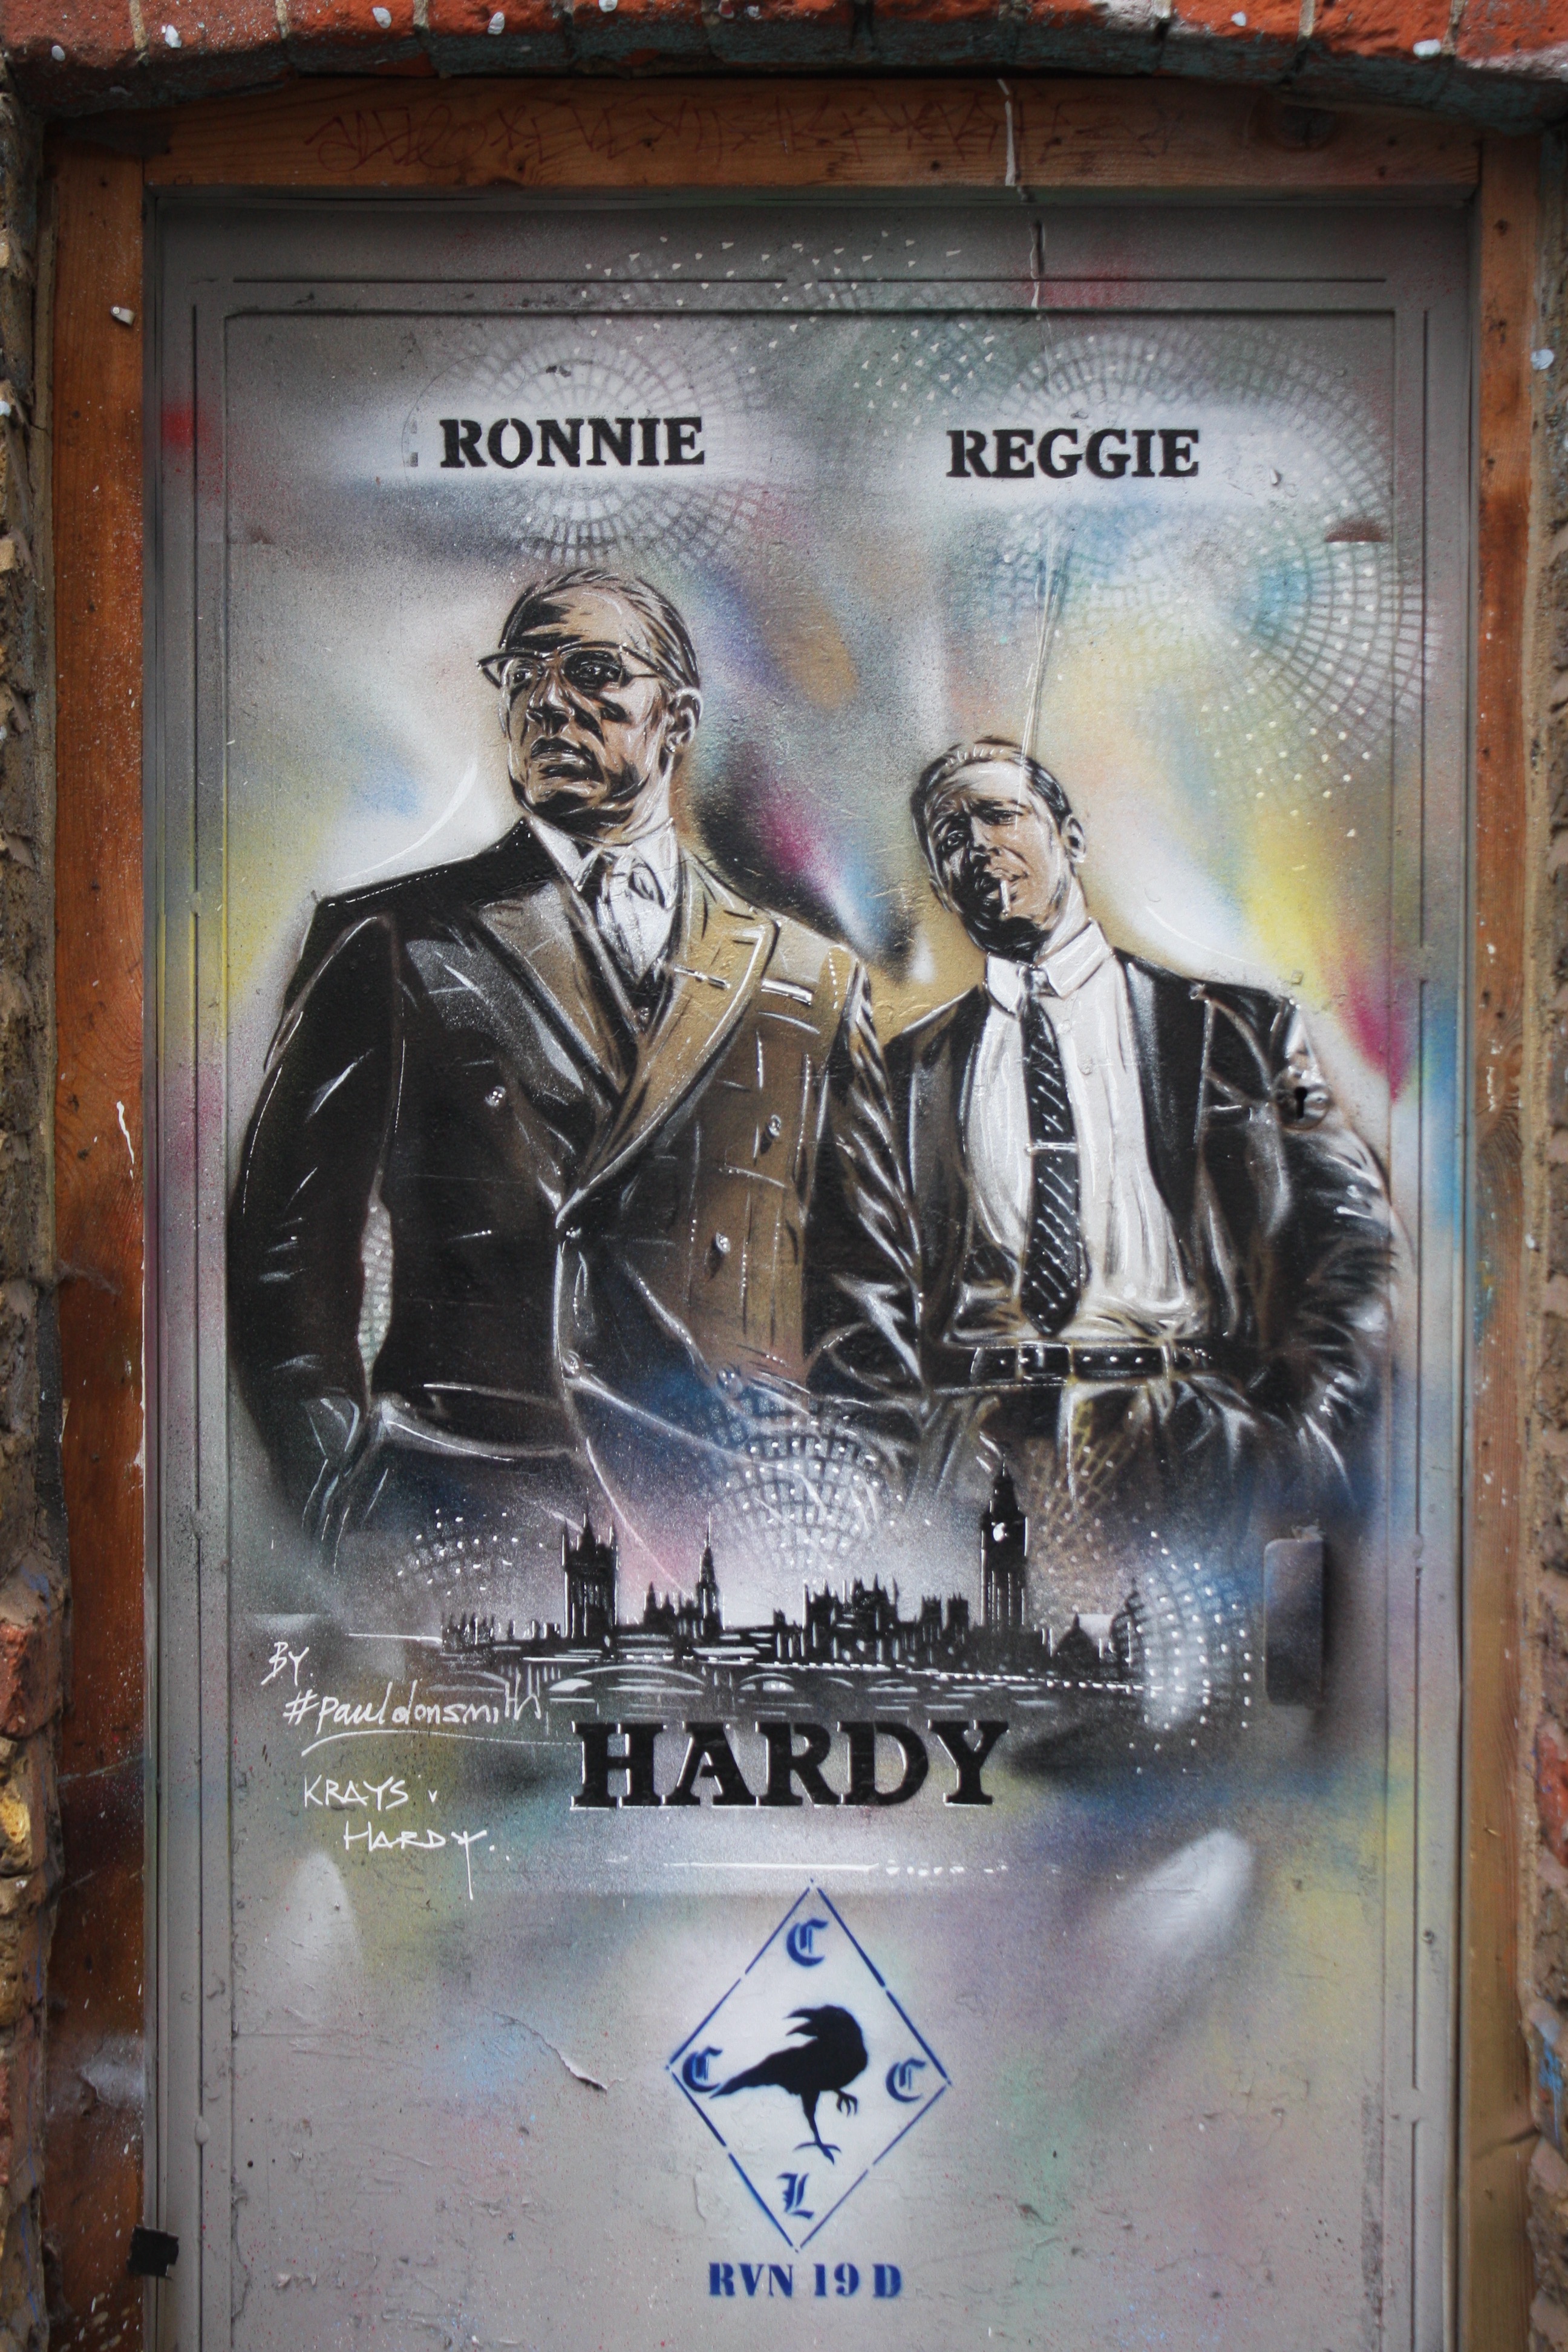 RONNIE
REGGIE
BY
#pauldonsmith
HARDY
KRAYS v
HARDY.
C
C C
L
RVN 19 D